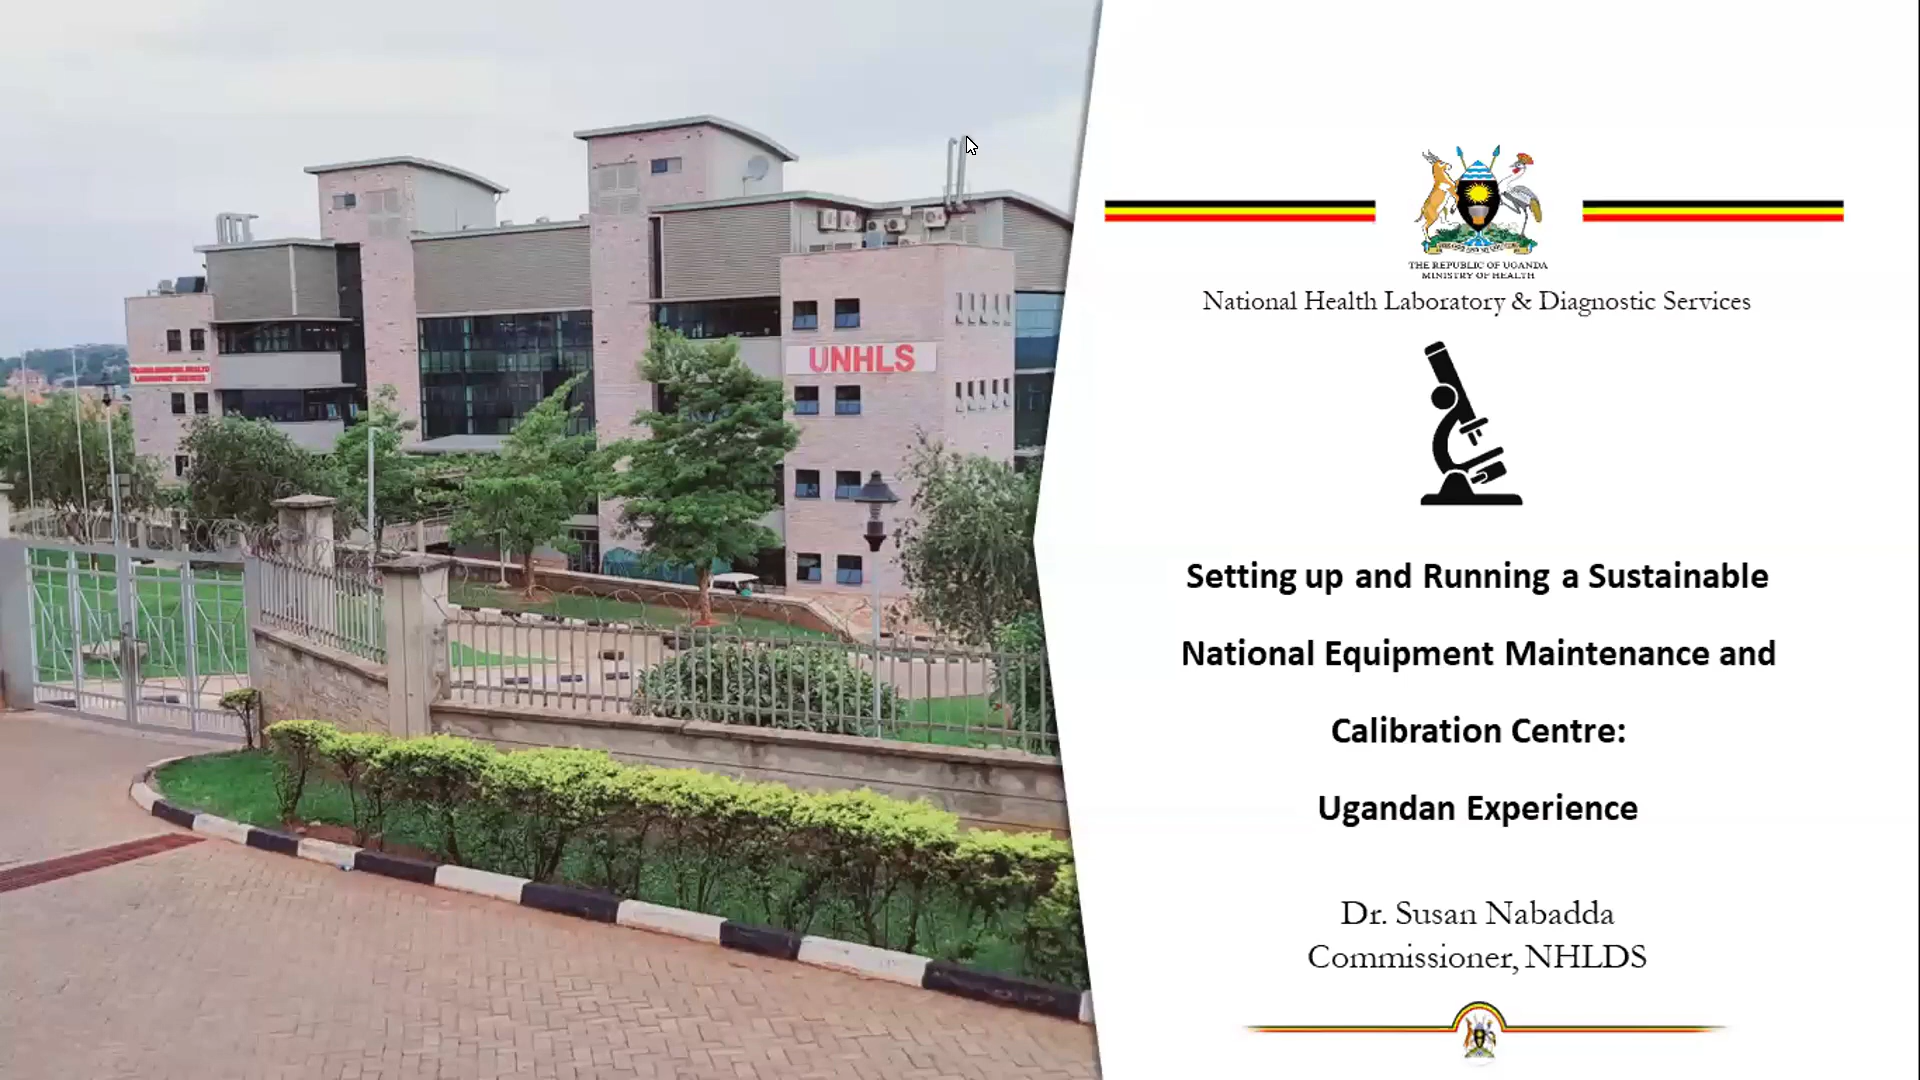 UNHLS
THE REPUBLIC OF UGANDA
MINISTRY OF HEALTH
National Health Laboratory & Diagnostic Services
Setting up and Running a Sustainable
National Equipment Maintenance and
Calibration Centre:
Ugandan Experience
Dr. Susan Nabadda
Commissioner, NHLDS